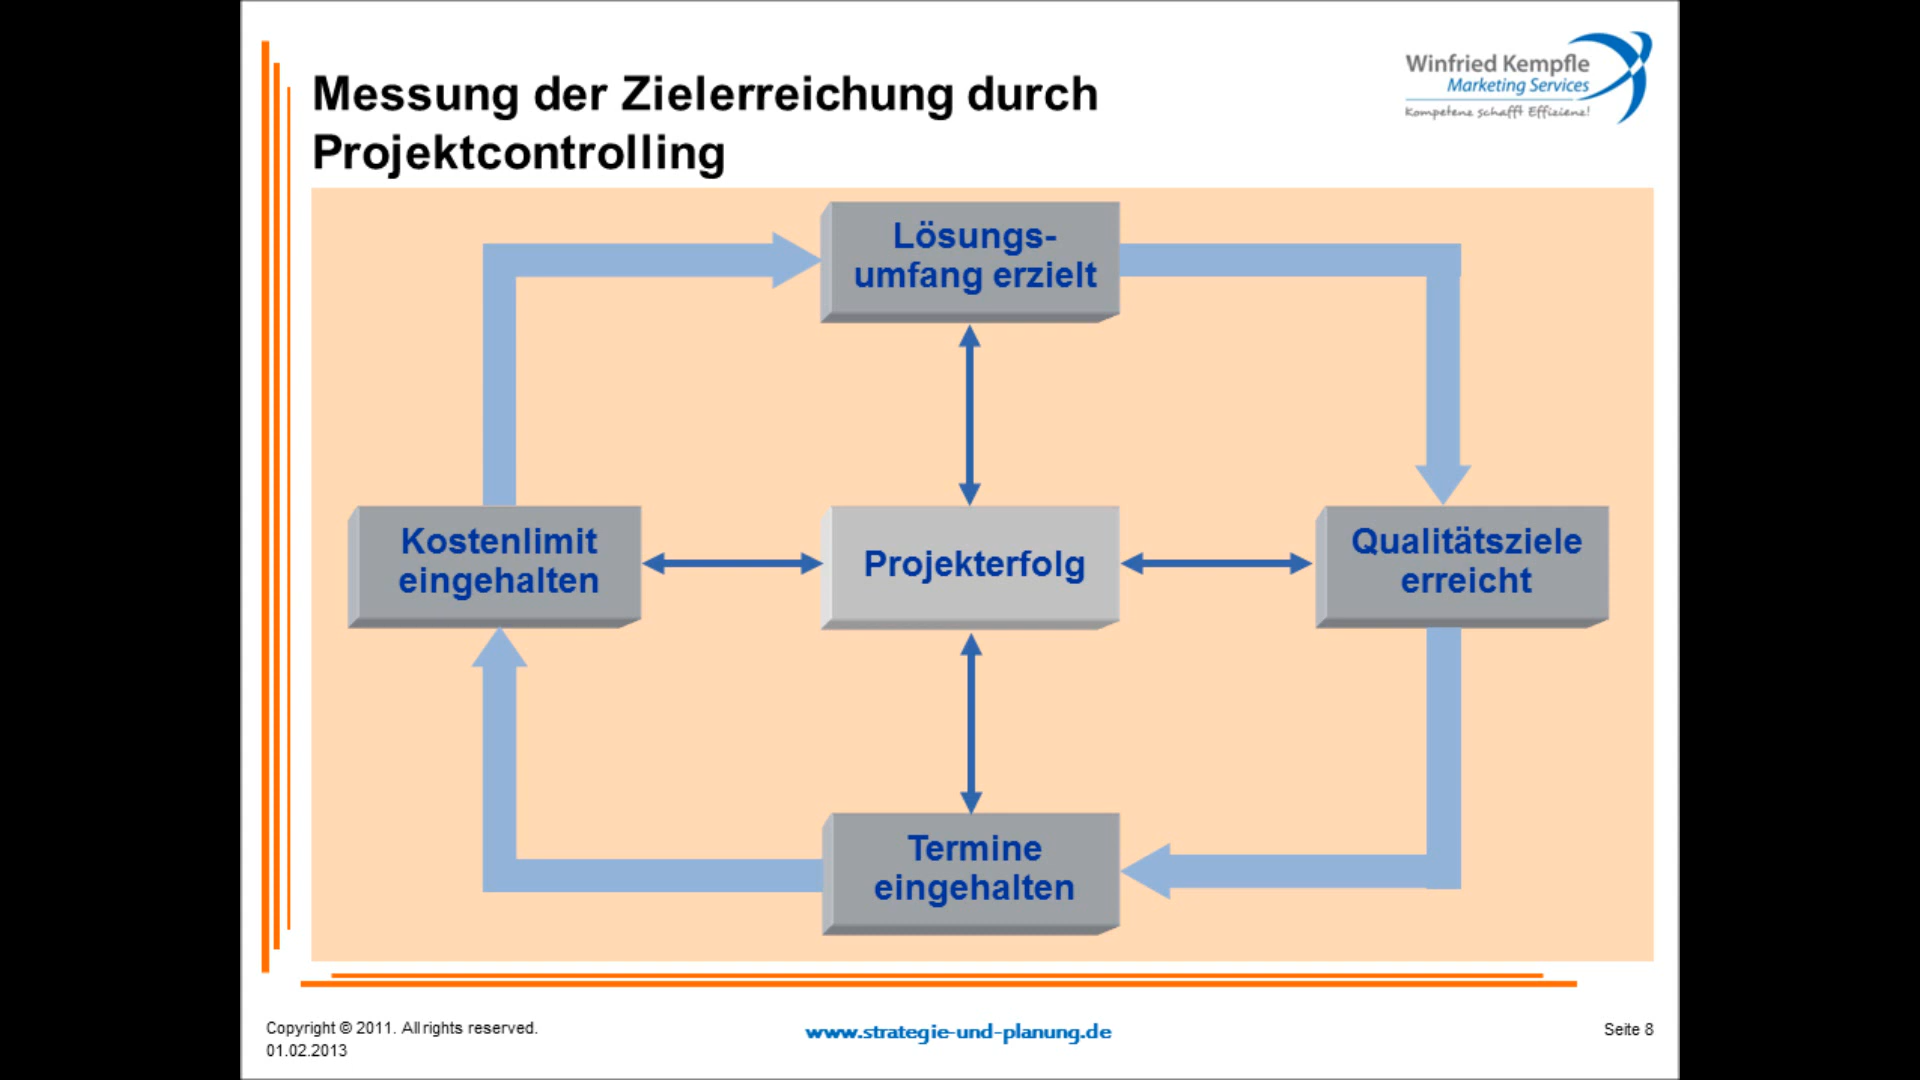 Messung der Zielerreichung durch
Projektcontrolling
Winfried Kempfle
Marketing Services
Kompetenz schafft Effizienz!
Lösungs-
umfang erzielt
Kostenlimit
eingehalten
Projekterfolg
Qualitätsziele
erreicht
Termine
eingehalten
Copyright © 2011. All rights reserved.
01.02.2013
www.strategie-und-planung.de
Seite 8